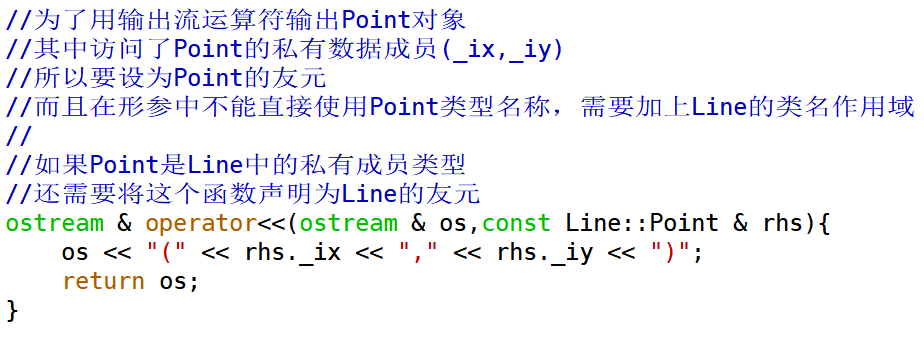 //为了用输出流运算符输出Point对象
//其中访问了Point的私有数据成员(_ix,_iy)
//所以要设为Point的友元
//而且在形参中不能直接使用Point类型名称，需要加上Line的类名作用域
//
//如果Point是Line中的私有成员类型
//还需要将这个函数声明为Line的友元
ostream & operator<<(ostream & os,const Line::Point & rhs){
    os << "(" << rhs._ix << "," << rhs._iy << ")";
    return os;
}